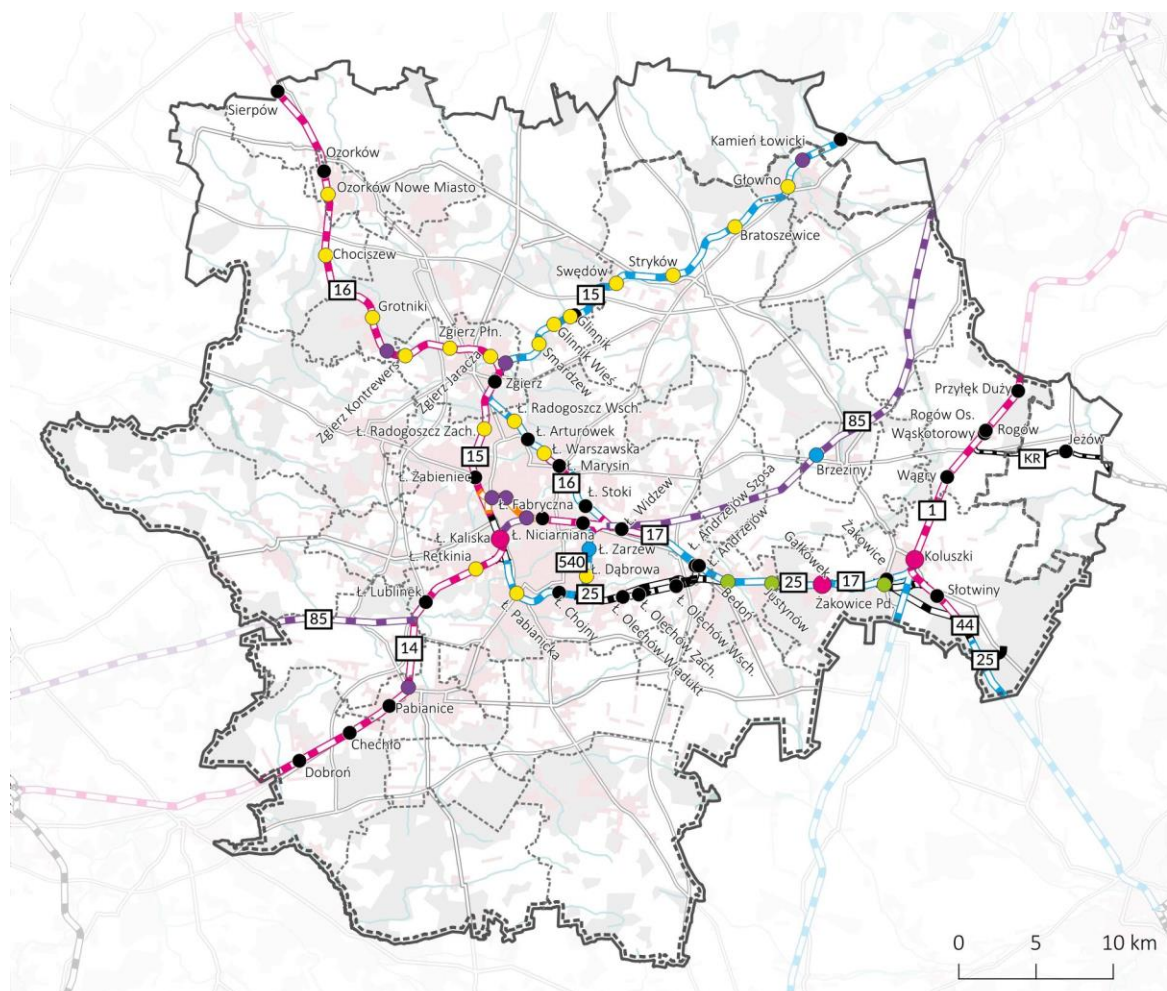 Sierpów
Kamień Łowicki
Ozorków
Ozorków Nowe Miasto
Głowno
Bratoszewice
Chociszew
Stryków
Swędów
16
15
Grotniki
Glinnik
Zgierz Płn.
Glinnik Wieś
Smardzew
Zgierz Kontrewers
Zgierz Jaracza
Zgierz
Przyłęk Duży
Ł. Radogoszcz Wsch.
Rogów Os.
85
Ł. Radogoszcz Zach.
Ł. Arturówek
Wąskotorowy
Rogów
Jeżów
Ł. Warszawska
Brzeziny
KR
15
Ł. Marysin
Ł. Żabieniec
16
Wągry
Ł. Stoki
Ł. Fabryczna
1
Ł. Widzew
Ł. Andrzejów Szosa
Ł. Kaliska
Ł. Niciarniana
17
Ł. Andrzejów
Żakowice
Koluszki
Ł. Retkinia
Ł. Zarzew
Gałkówek
540
Ł. Dąbrowa
25
17
Słotwiny
Ł. Lublinek
25
Bedoń
Justynów
Żakowice Pd.
Ł. Chojny
85
Ł. Pabianicka
Ł. Olechów Wiadukt
Ł. Olechów Zach.
Ł. Olechów Wsch.
44
14
25
Pabianice
Chechło
Dobroń
0 5 10 km